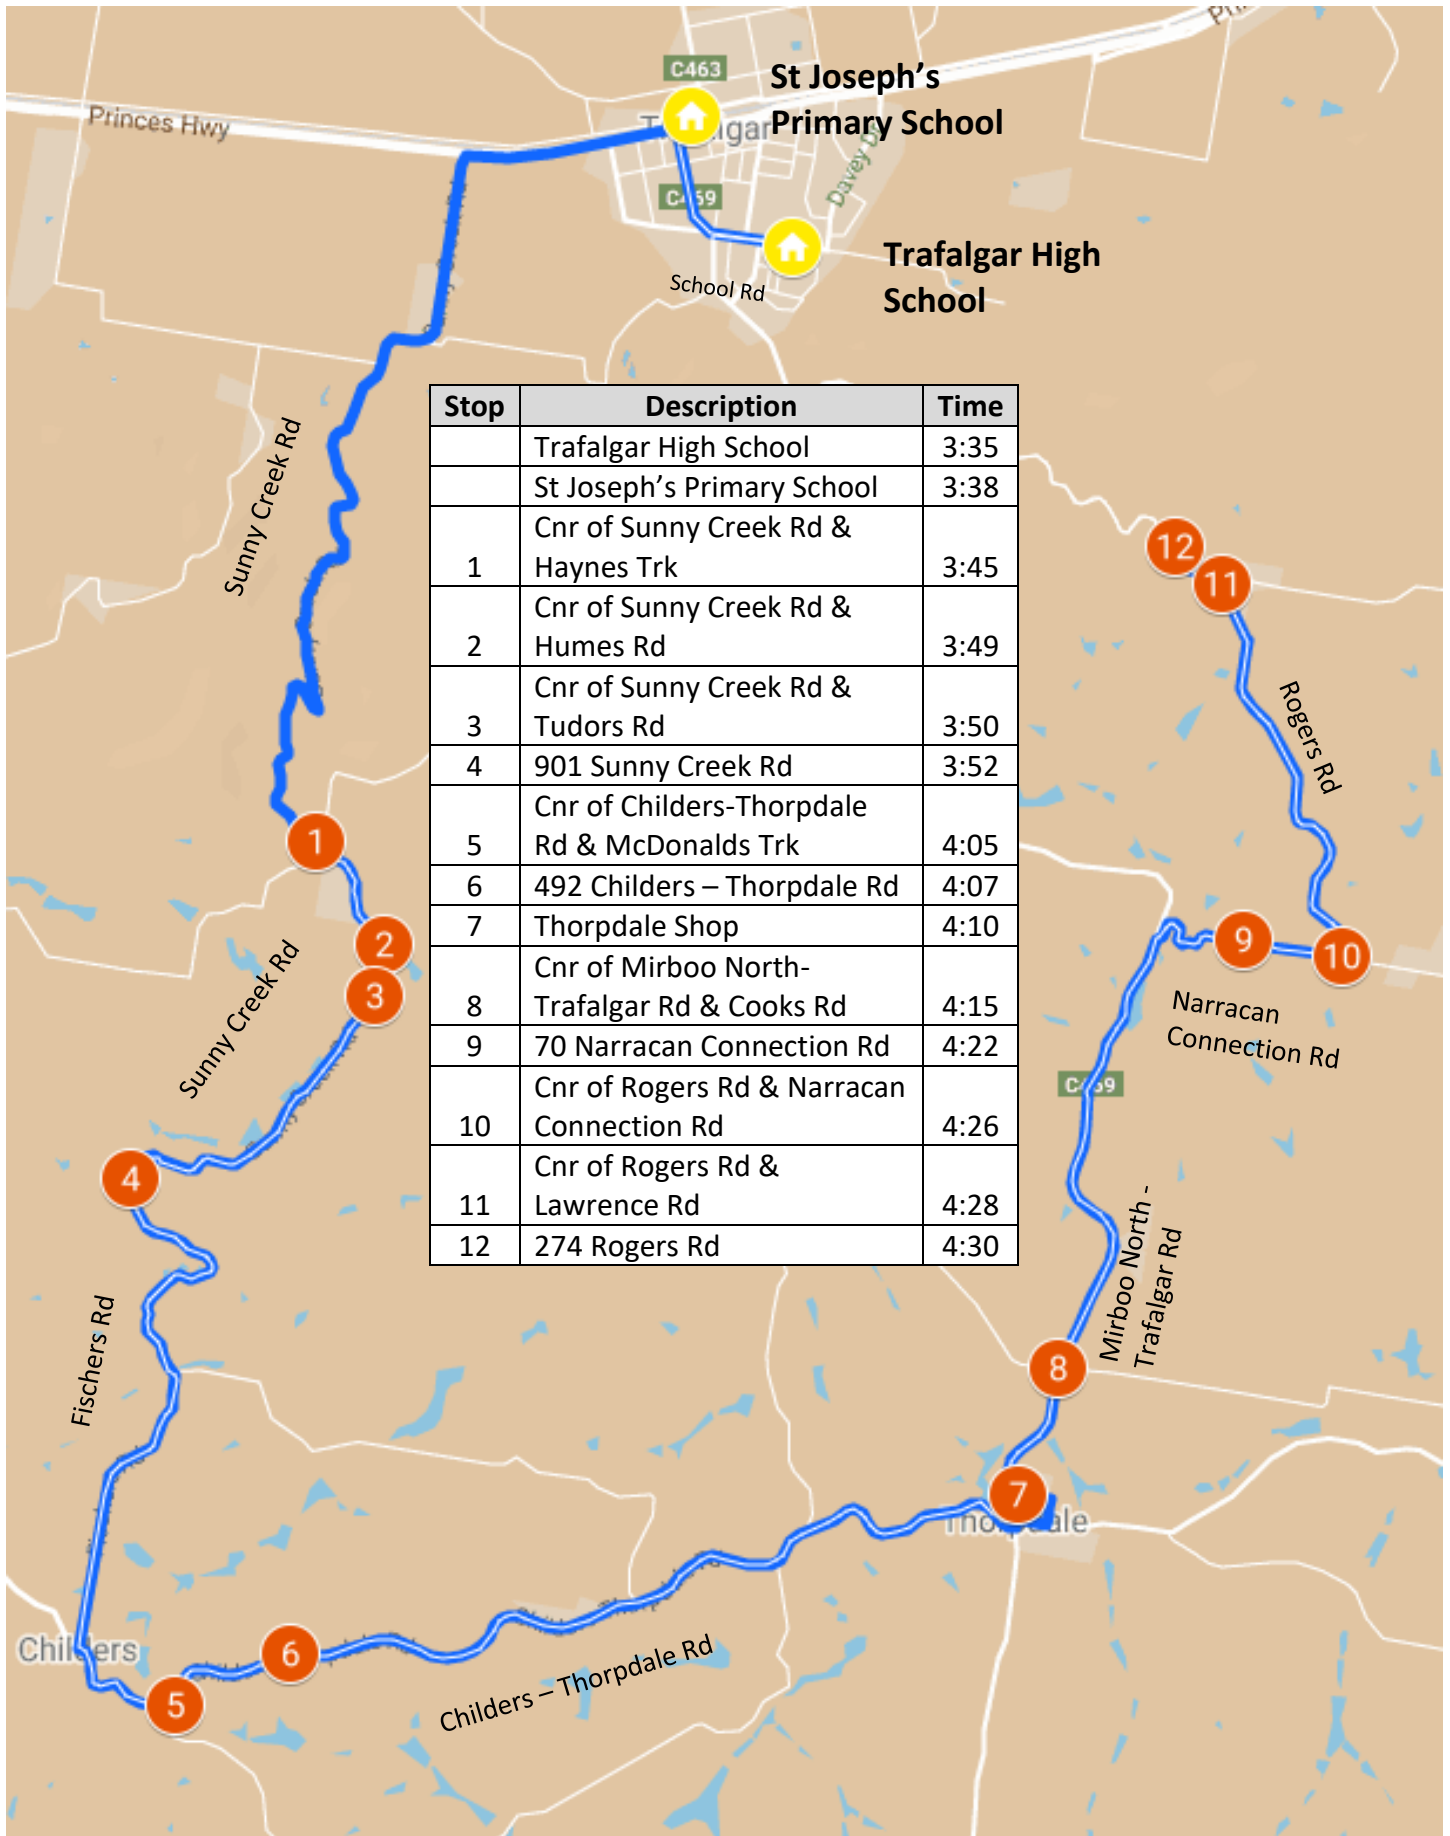 C463
St Joseph's
Primary School
Princes Hwy
Davey D
Trafalgar High
School
School Rd
Sunny Creek Rd
Stop Description Time
Trafalgar High School 3:35
St Joseph's Primary School 3:38
Cnr of Sunny Creek Rd &
1 Haynes Trk 3:45
Cnr of Sunny Creek Rd &
2 Humes Rd 3:49
Cnr of Sunny Creek Rd &
3 Tudors Rd 3:50
4 901 Sunny Creek Rd 3:52
Cnr of Childers-Thorpdale
5 Rd & McDonalds Trk 4:05
6 492 Childers – Thorpdale Rd 4:07
7 Thorpdale Shop 4:10
Cnr of Mirboo North-
8 Trafalgar Rd & Cooks Rd 4:15
9 70 Narracan Connection Rd 4:22
Cnr of Rogers Rd & Narracan
10 Connection Rd 4:26
Cnr of Rogers Rd &
11 Lawrence Rd 4:28
12 274 Rogers Rd 4:30
12
11
Rogers Rd
1
2
3
9
10
Sunny Creek Rd
Narracan
Connection Rd
4
Mirboo North -
Trafalgar Rd
Fischers Rd
8
7
Childers
6
5
Childers – Thorpdale Rd